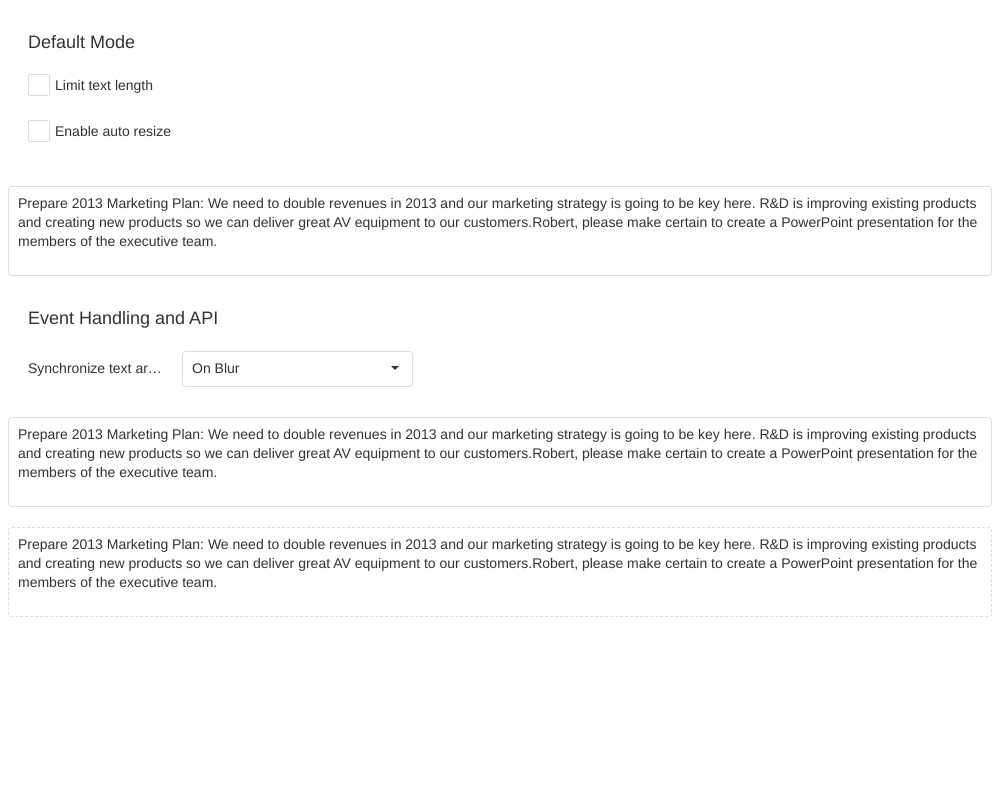 Default Mode
Limit text length
Enable auto resize
Prepare 2013 Marketing Plan: We need to double revenues in 2013 and our marketing strategy is going to be key here. R&D is improving existing products
and creating new products so we can deliver great AV equipment to our customers.Robert, please make certain to create a PowerPoint presentation for the
members of the executive team.
Event Handling and API
Synchronize text ar…
On Blur
Prepare 2013 Marketing Plan: We need to double revenues in 2013 and our marketing strategy is going to be key here. R&D is improving existing products
and creating new products so we can deliver great AV equipment to our customers.Robert, please make certain to create a PowerPoint presentation for the
members of the executive team.
Prepare 2013 Marketing Plan: We need to double revenues in 2013 and our marketing strategy is going to be key here. R&D is improving existing products
and creating new products so we can deliver great AV equipment to our customers.Robert, please make certain to create a PowerPoint presentation for the
members of the executive team.